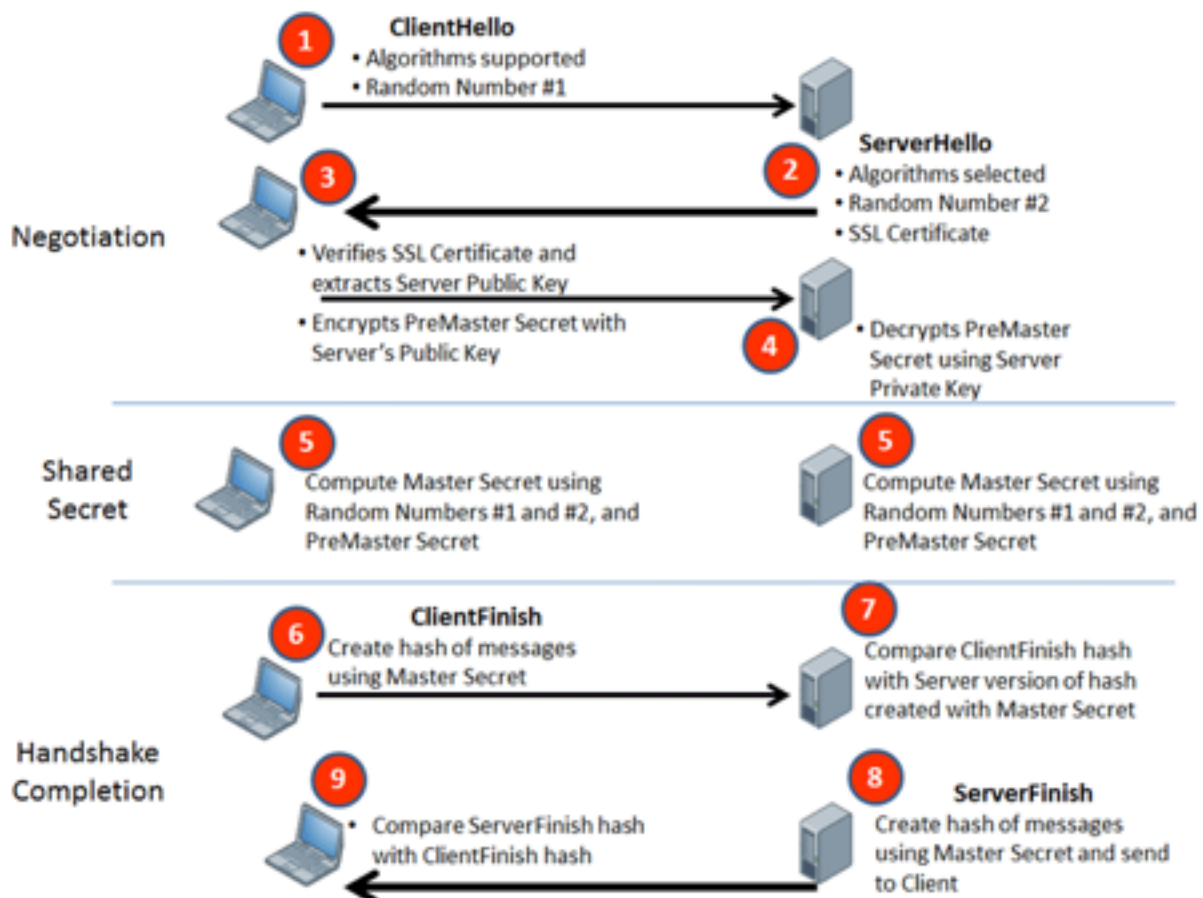 1
ClientHello
• Algorithms supported
• Random Number #1
ServerHello
2
• Algorithms selected
• Random Number #2
• SSL Certificate
3
Negotiation
• Verifies SSL Certificate and
extracts Server Public Key
• Encrypts PreMaster Secret with
Server's Public Key
4
• Decrypts PreMaster
Secret using Server
Private Key
Shared
Secret
5
Compute Master Secret using
Random Numbers #1 and #2, and
PreMaster Secret
5
Compute Master Secret using
Random Numbers #1 and #2, and
PreMaster Secret
Handshake
Completion
6
ClientFinish
Create hash of messages
using Master Secret
7
Compare ClientFinish hash
with Server version of hash
created with Master Secret
8
ServerFinish
Create hash of messages
using Master Secret and send
to Client
9
• Compare ServerFinish hash
with ClientFinish hash